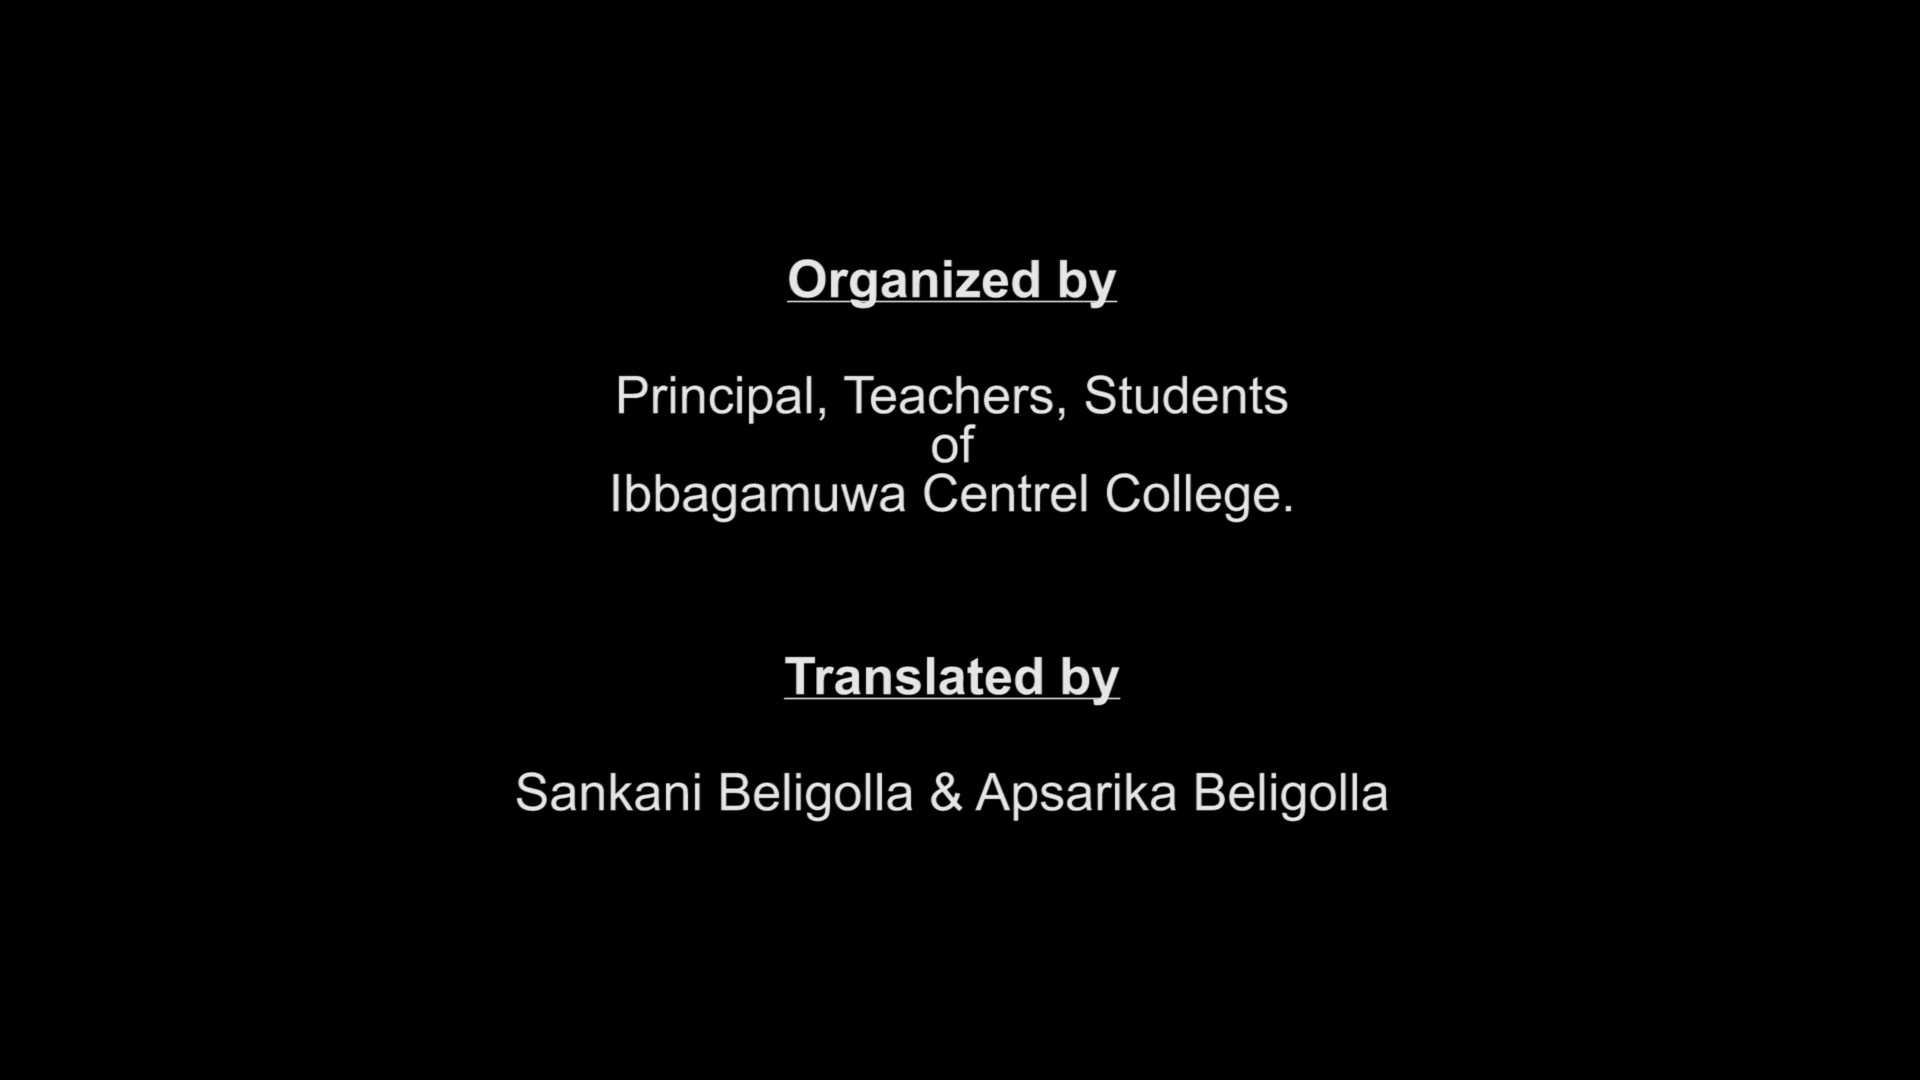 Organized by
Principal, Teachers, Students
of
Ibbagamuwa Centrel College.
Translated by
Sankani Beligolla & Apsarika Beligolla